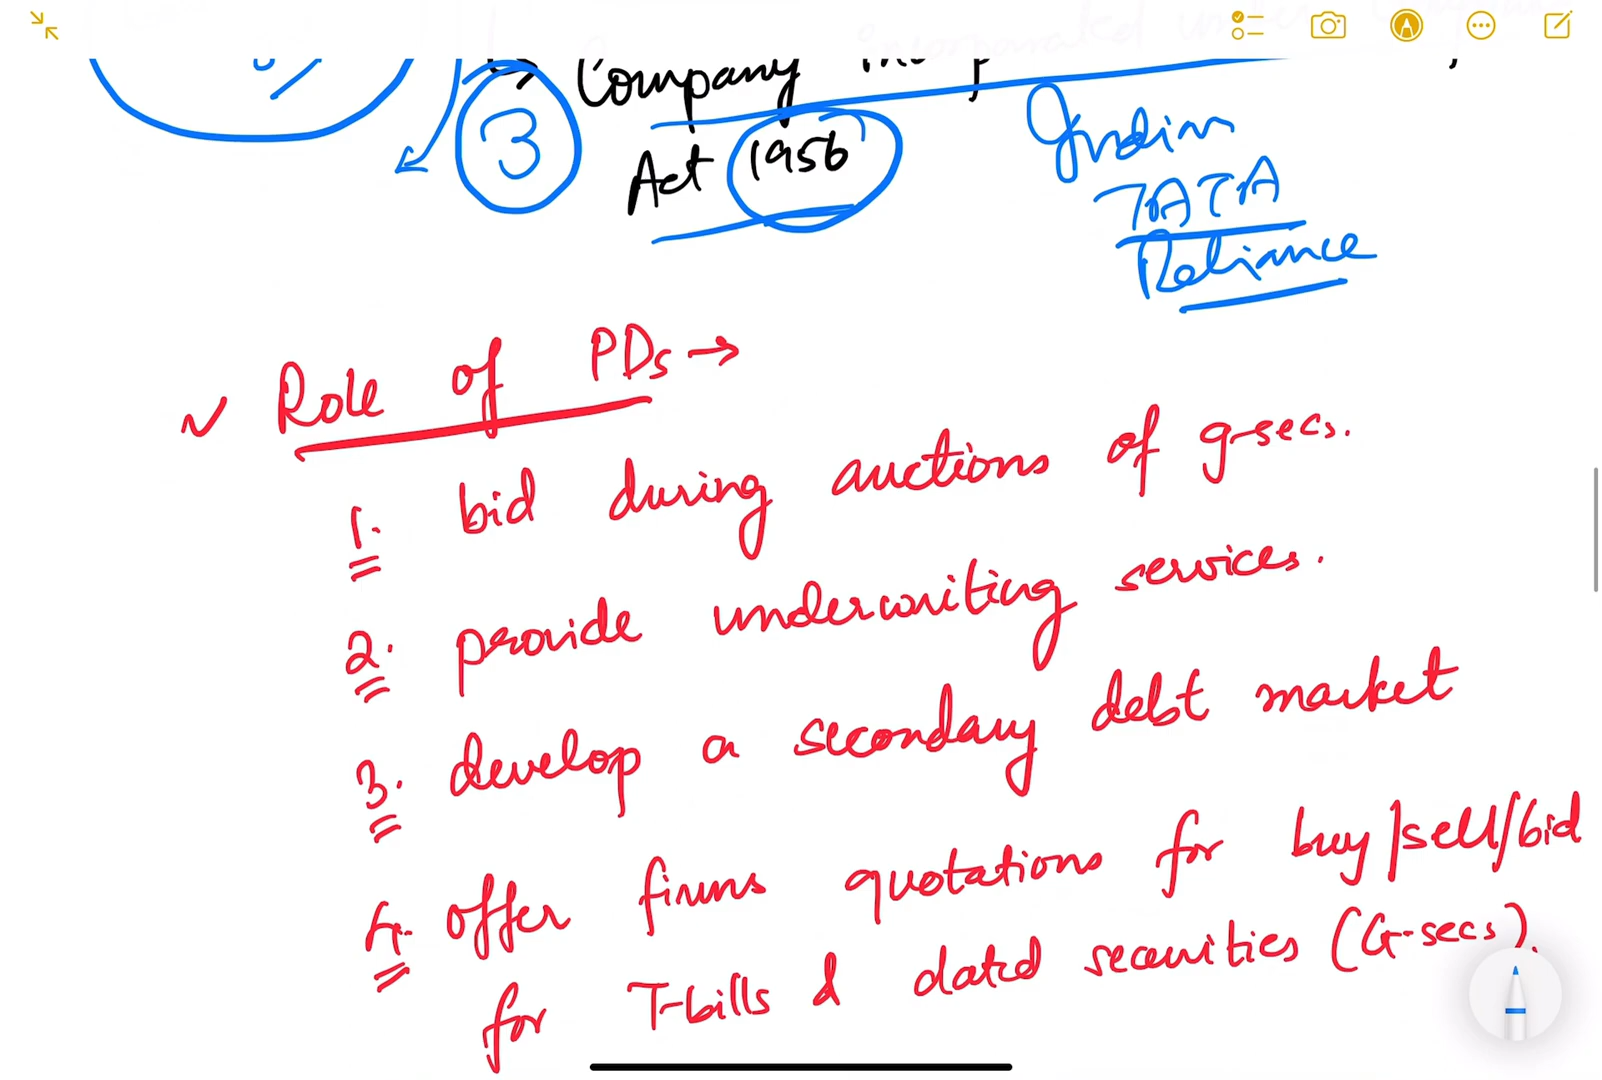 Company
3
Act 1956
Indian
TATA
Reliance
Role of PDs →
1. bid during auctions of g-secs.
2. provide underwriting services.
3. develop a secondary debt market
4. offer firms quotations for buy/sell/bid
for T-bills & dated securities (G-secs).